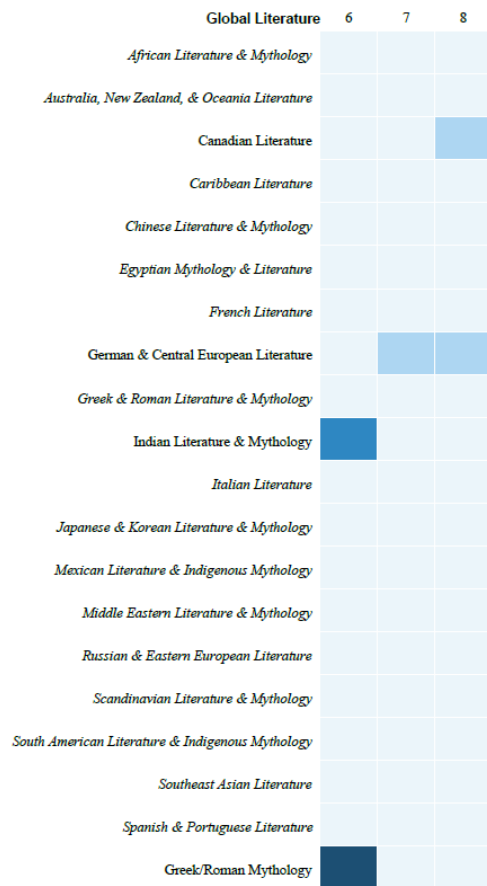 Global Literature 6 7 8
African Literature & Mythology
Australia, New Zealand, & Oceania Literature
Canadian Literature
Caribbean Literature
Chinese Literature & Mythology
Egyptian Mythology & Literature
French Literature
German & Central European Literature
Greek & Roman Literature & Mythology
Indian Literature & Mythology
Italian Literature
Japanese & Korean Literature & Mythology
Mexican Literature & Indigenous Mythology
Middle Eastern Literature & Mythology
Russian & Eastern European Literature
Scandinavian Literature & Mythology
South American Literature & Indigenous Mythology
Southeast Asian Literature
Spanish & Portuguese Literature
Greek/Roman Mythology